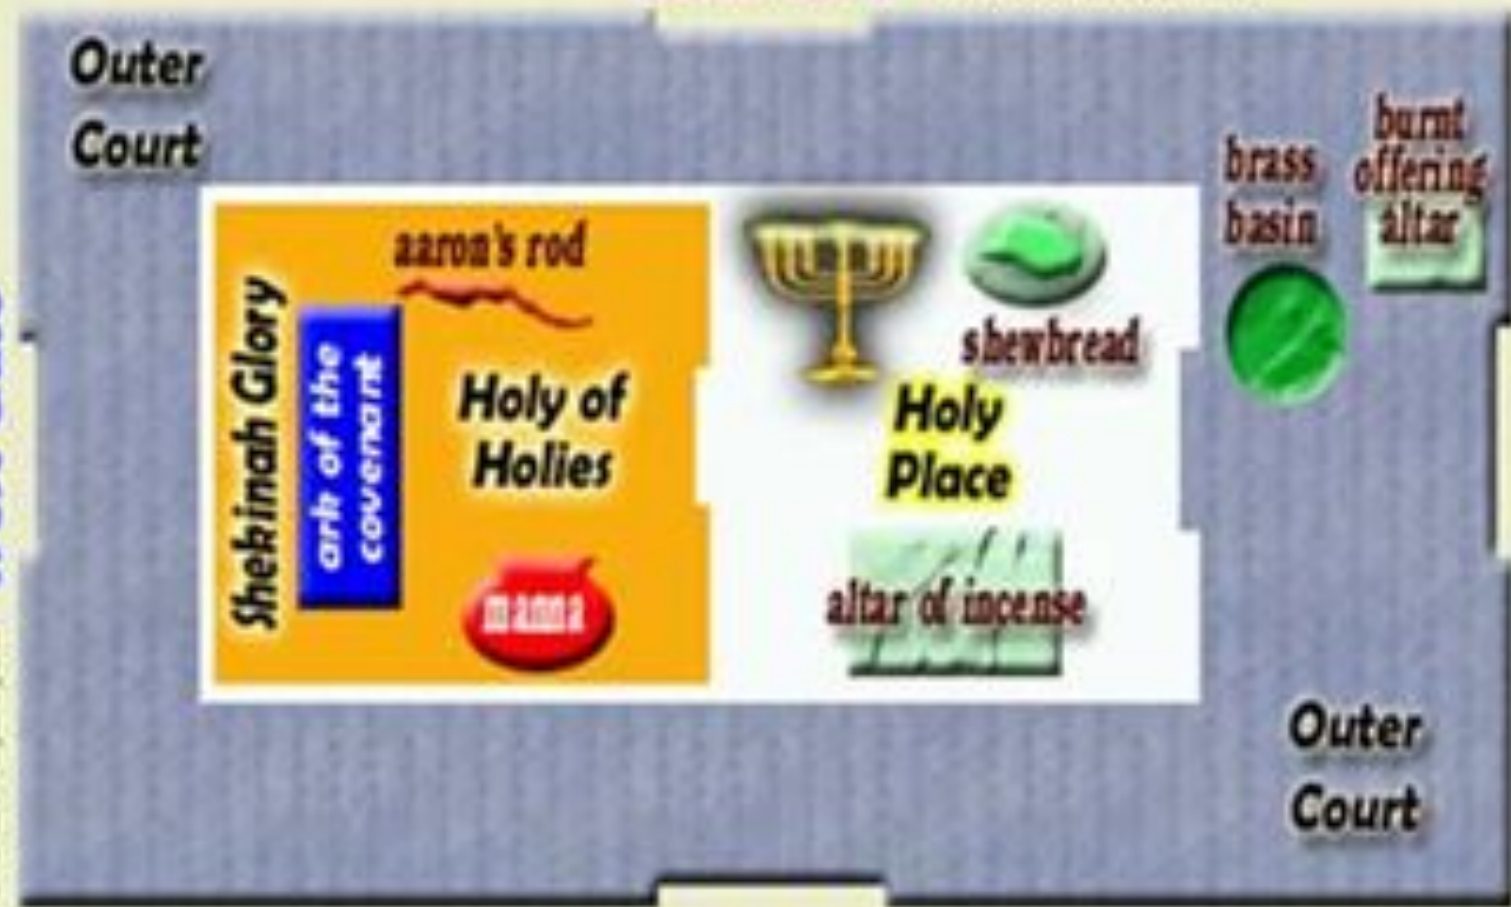 Outer
Court
burnt
offering
altar
brass
basin
aaron's rod
Shekinah Glory
ark of the
covenant
Holy of
Holies
manna
shewbread
Holy
Place
altar of incense
Outer
Court